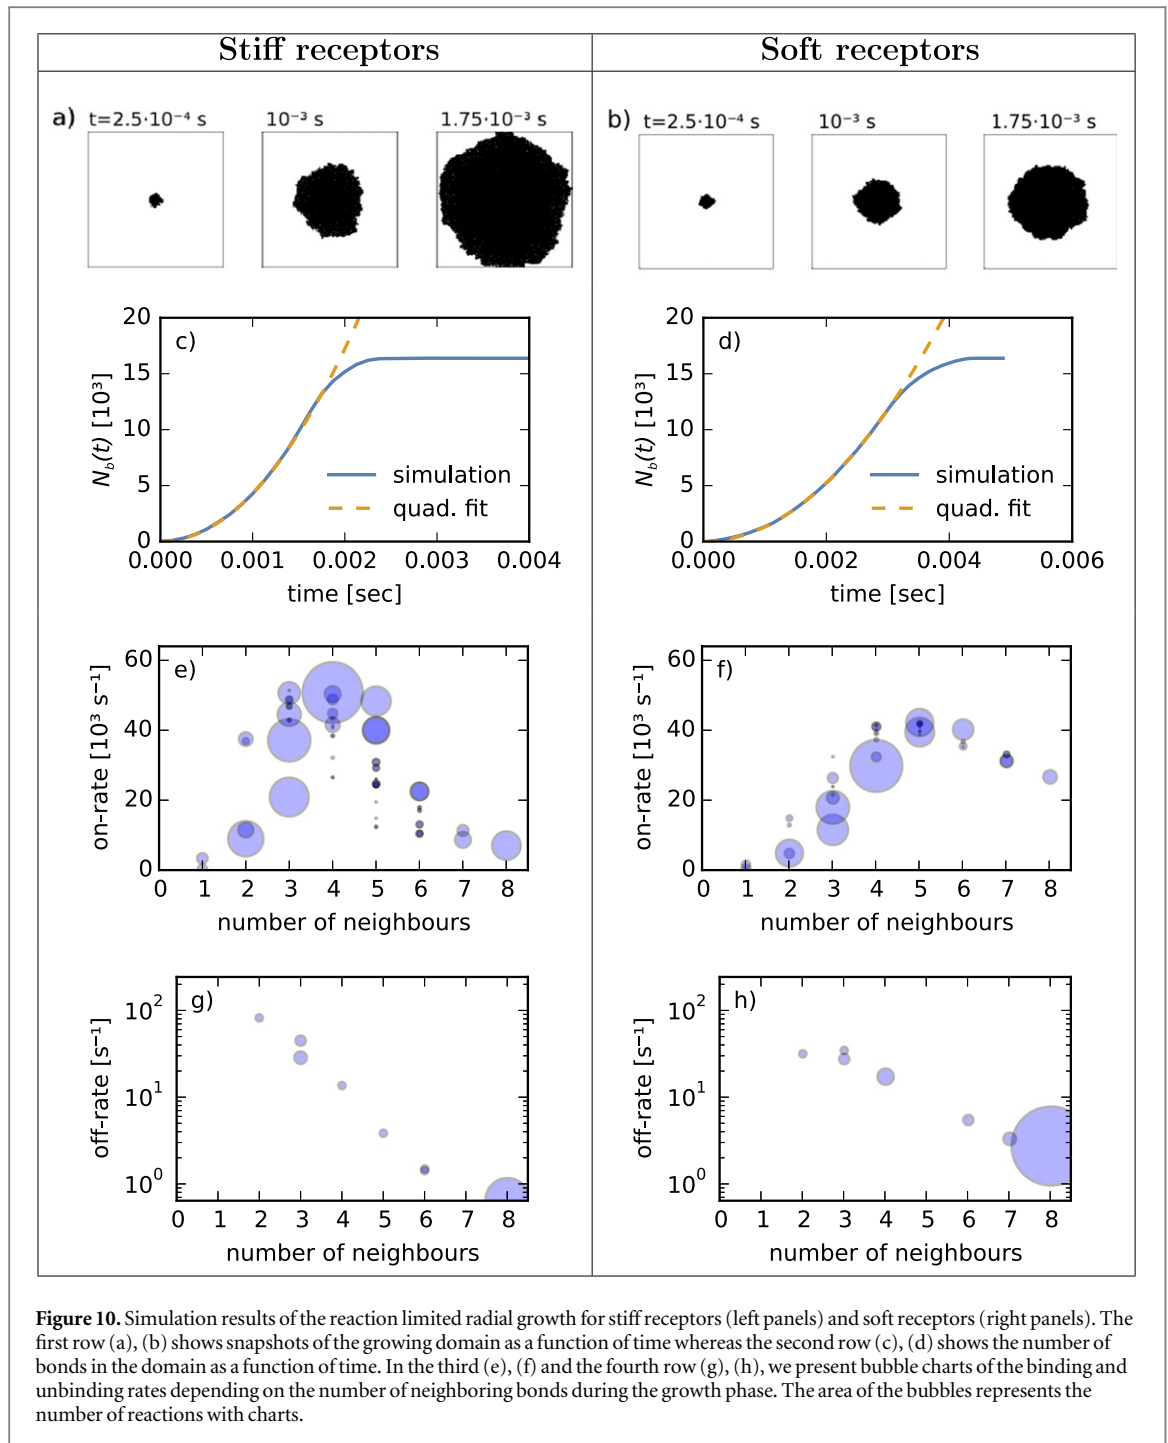 Stiff receptors
Soft receptors
a) t=2.5·10⁻⁴ s 10⁻³ s 1.75·10⁻³ s
b) t=2.5·10⁻⁴ s 10⁻³ s 1.75·10⁻³ s
c)
20
15
10
5
0
N_b(t) [10³]
simulation
quad. fit
0.000 0.001 0.002 0.003 0.004
time [sec]
d)
20
15
10
5
0
N_b(t) [10³]
simulation
quad. fit
0.000 0.002 0.004 0.006
time [sec]
e)
60
40
20
0
on-rate [10³ s⁻¹]
0 1 2 3 4 5 6 7 8
number of neighbours
f)
60
40
20
0
on-rate [10³ s⁻¹]
0 1 2 3 4 5 6 7 8
number of neighbours
g)
10²
10¹
10⁰
off-rate [s⁻¹]
0 1 2 3 4 5 6 7 8
number of neighbours
h)
10²
10¹
10⁰
off-rate [s⁻¹]
0 1 2 3 4 5 6 7 8
number of neighbours
Figure 10. Simulation results of the reaction limited radial growth for stiff receptors (left panels) and soft receptors (right panels). The
first row (a), (b) shows snapshots of the growing domain as a function of time whereas the second row (c), (d) shows the number of
bonds in the domain as a function of time. In the third (e), (f) and the fourth row (g), (h), we present bubble charts of the binding and
unbinding rates depending on the number of neighboring bonds during the growth phase. The area of the bubbles represents the
number of reactions with charts.